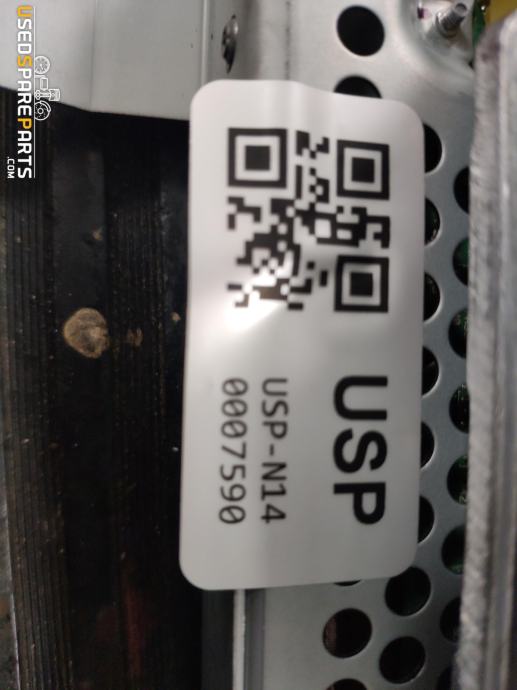 USEDSPAREPARTS
.COM
USP
USP-N14
0007590